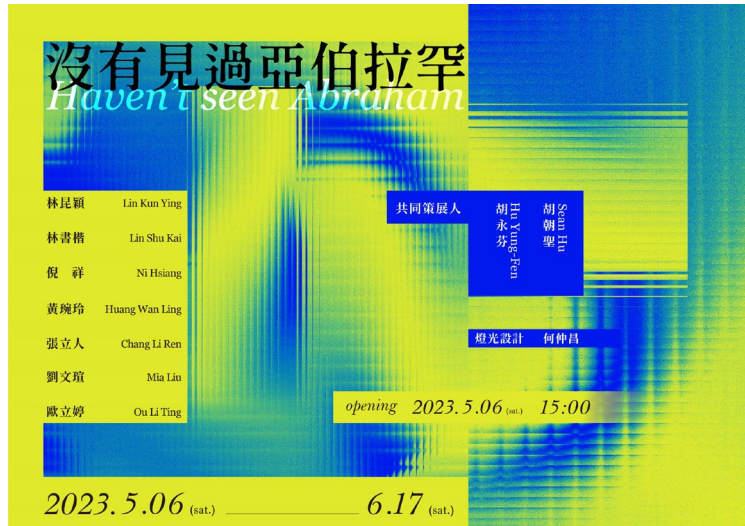 沒有見過亞伯拉罕
Haven't seen Abraham
林昆穎 Lin Kun Ying
林書楷 Lin Shu Kai
倪祥 Ni Hsiang
黃琬玲 Huang Wan Ling
張立人 Chang Li Ren
劉文瑄 Mia Liu
歐立婷 Ou Li Ting
共同策展人
胡朝聖 Sean Hu
胡永芬 Hu Yung-Fen
燈光設計 何仲昌
opening 2023.5.06 (sat.) 15:00
2023.5.06 (sat.) 6.17 (sat.)